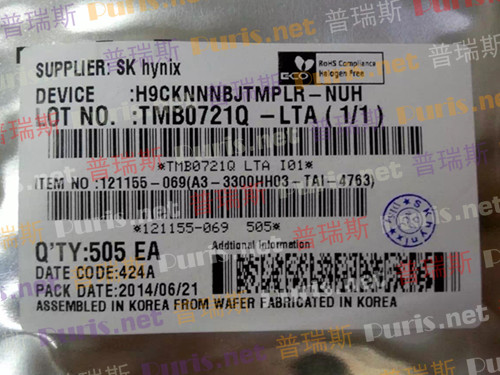 SUPPLIER: SK hynix
ECO
RoHS Compliance
Halogen Free
DEVICE :H9CKNNNBJTMPLR-NUH
LOT NO. :TMB0721Q -LTA ( 1/1 )
*TMB0721Q LTA I01*
ITEM NO :121155-069(A3-3300HH03-TA1-4763)
*121155-069 505*
Q'TY:505 EA
Additional Information
DATE CODE:424A
PACK DATE:2014/06/21
ASSEMBLED IN KOREA FROM WAFER FABRICATED IN KOREA
普瑞斯 Puris.net